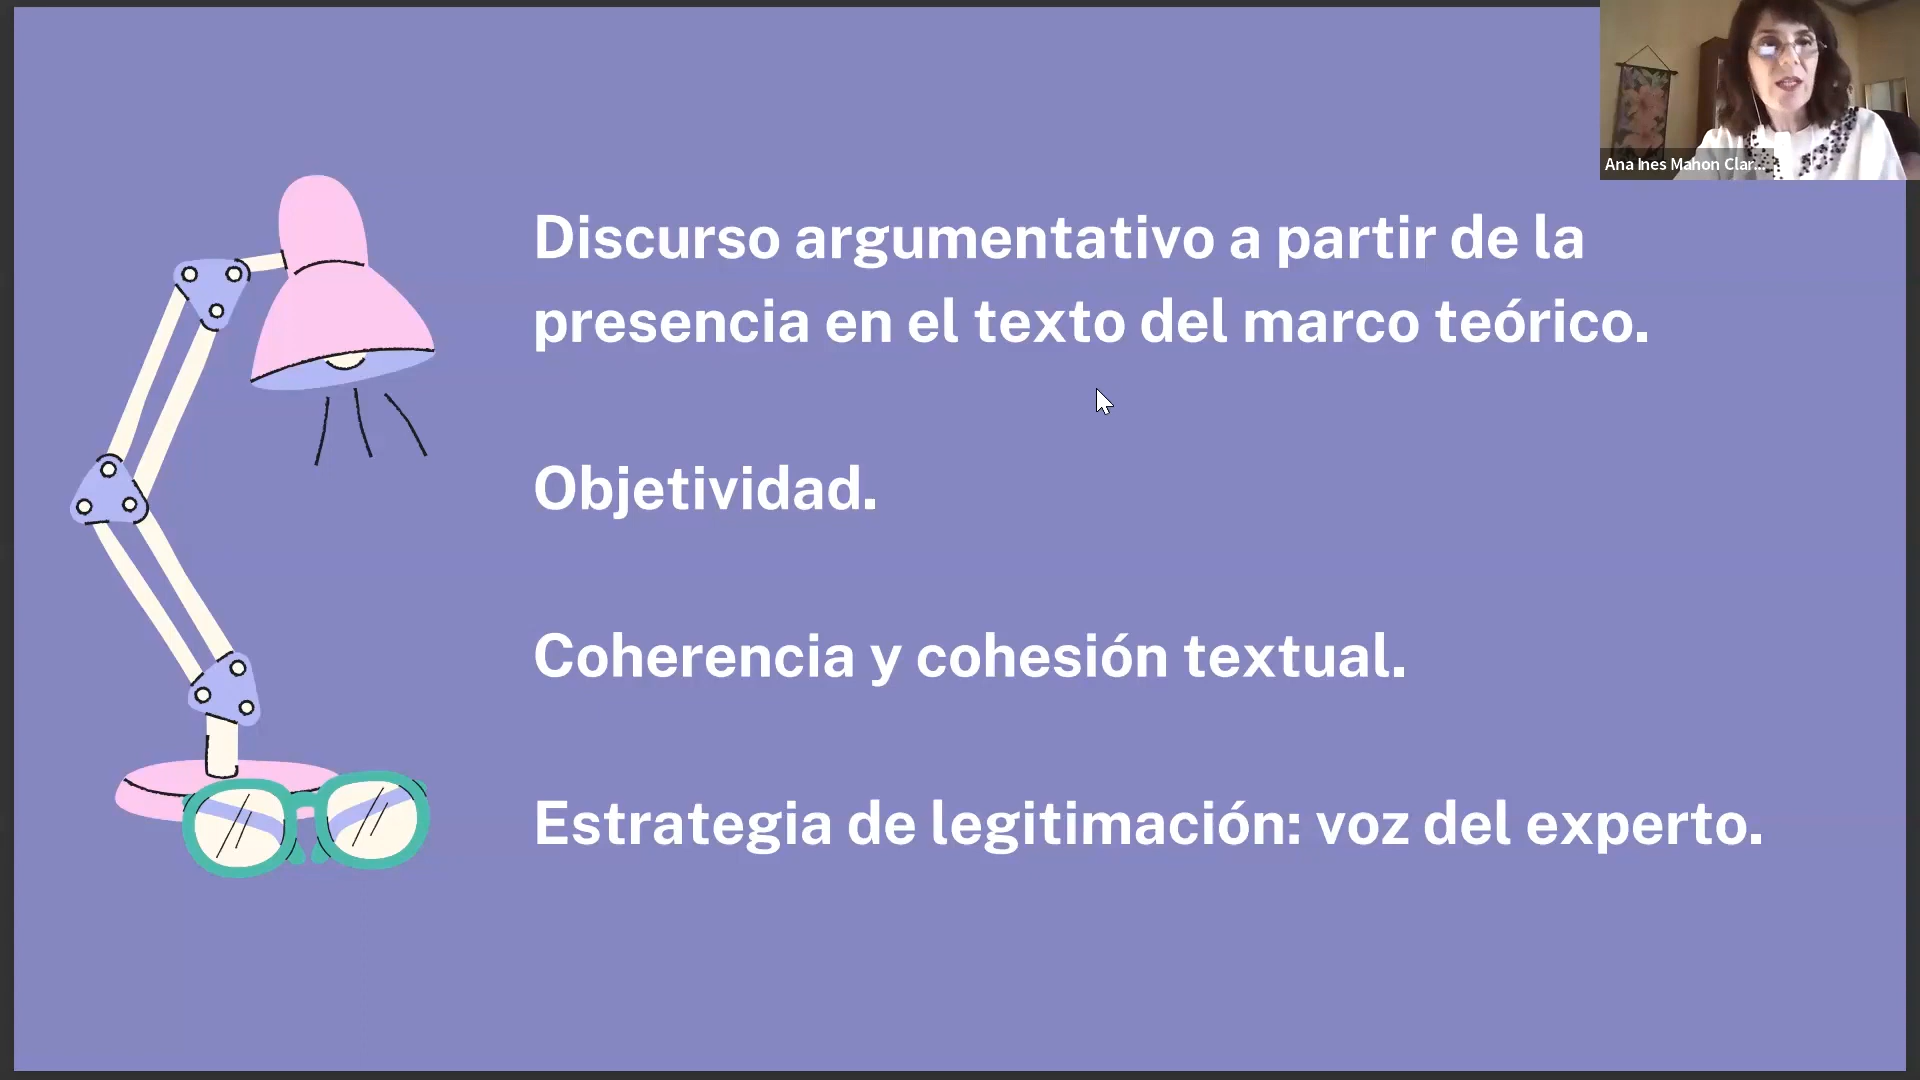 Ana Ines Mahon Clar...
Discurso argumentativo a partir de la
presencia en el texto del marco teórico.
Objetividad.
Coherencia y cohesión textual.
Estrategia de legitimación: voz del experto.